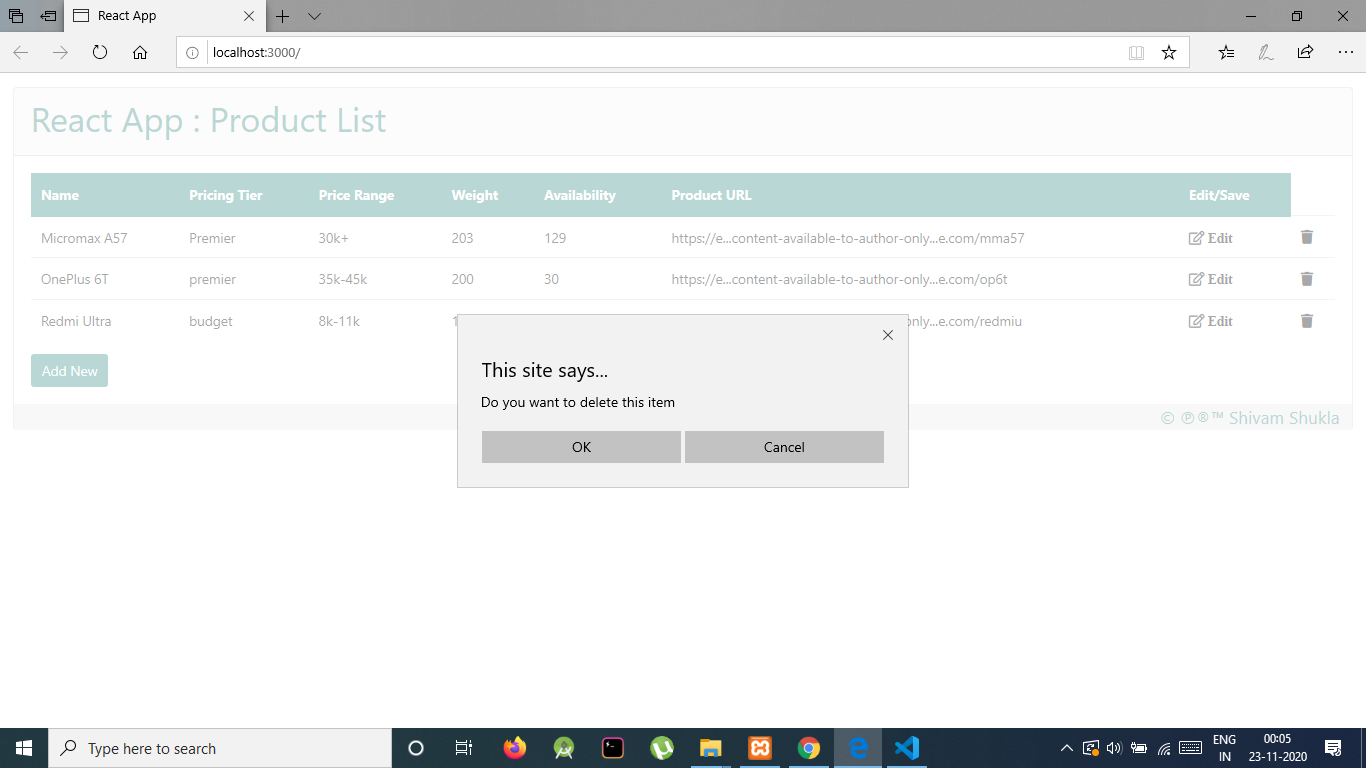 React App
localhost:3000/
React App : Product List
Name Pricing Tier Price Range Weight Availability Product URL Edit/Save
Micromax A57 Premier 30k+ 203 129 https://e...content-available-to-author-only...e.com/mma57 Edit
OnePlus 6T premier 35k-45k 200 30 https://e...content-available-to-author-only...e.com/op6t Edit
Redmi Ultra budget 8k-11k only...e.com/redmiu Edit
This site says...
Do you want to delete this item
OK Cancel
Add New
© ℗®™ Shivam Shukla
Type here to search
ENG 00:05
IN 23-11-2020